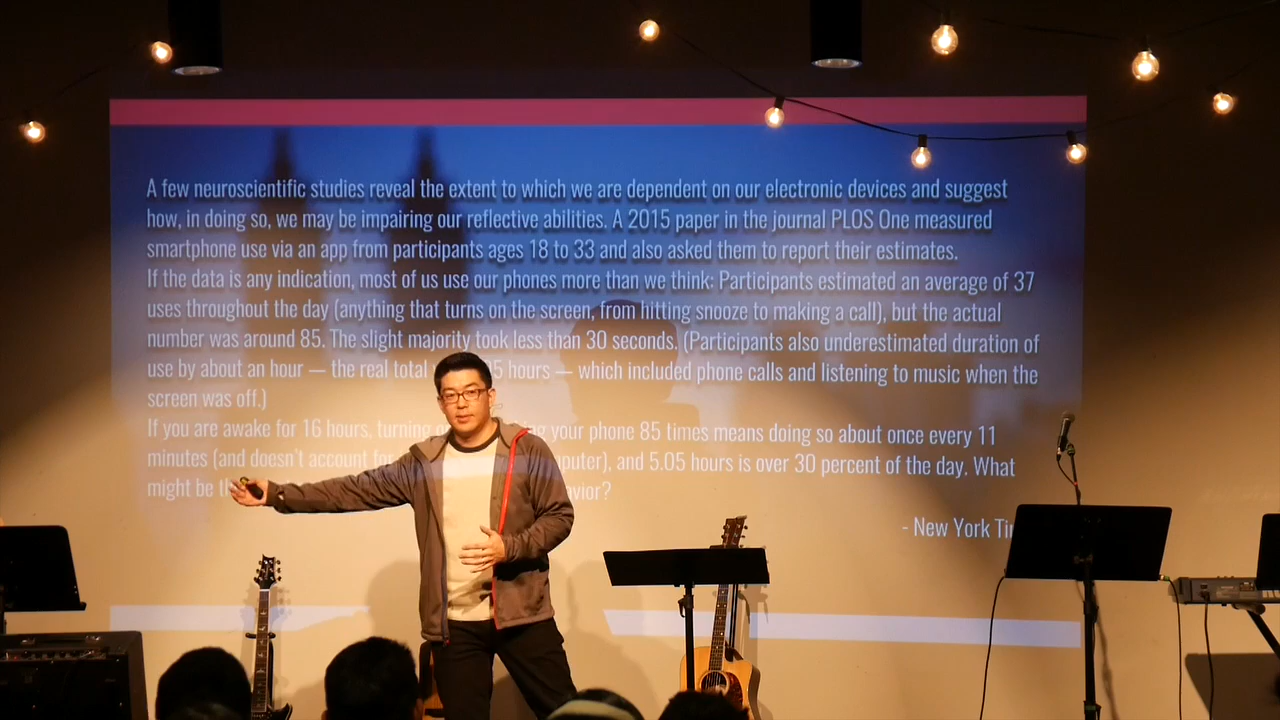 A few neuroscientific studies reveal the extent to which we are dependent on our electronic devices and suggest
how, in doing so, we may be impairing our reflective abilities. A 2015 paper in the journal PLOS One measured
smartphone use via an app from participants ages 18 to 33 and also asked them to report their estimates.
If the data is any indication, most of us use our phones more than we think: Participants estimated an average of 37
uses throughout the day (anything that turns on the screen, from hitting snooze to making a call), but the actual
number was around 85. The slight majority took less than 30 seconds. (Participants also underestimated duration of
use by about an hour — the real total hours — which included phone calls and listening to music when the
screen was off.)
If you are awake for 16 hours, turning your phone 85 times means doing so about once every 11
minutes (and doesn't account for and 5.05 hours is over 30 percent of the day. What
might be
- New York